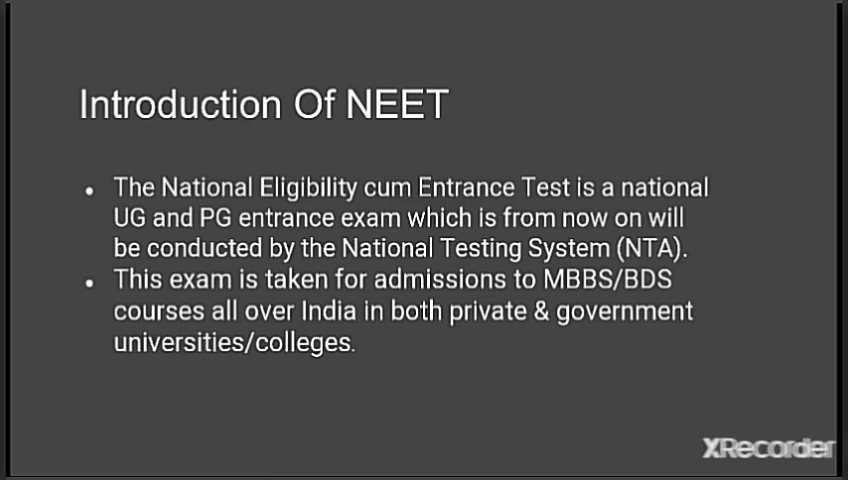 Introduction Of NEET
• The National Eligibility cum Entrance Test is a national
UG and PG entrance exam which is from now on will
be conducted by the National Testing System (NTA).
• This exam is taken for admissions to MBBS/BDS
courses all over India in both private & government
universities/colleges.
XRecorder